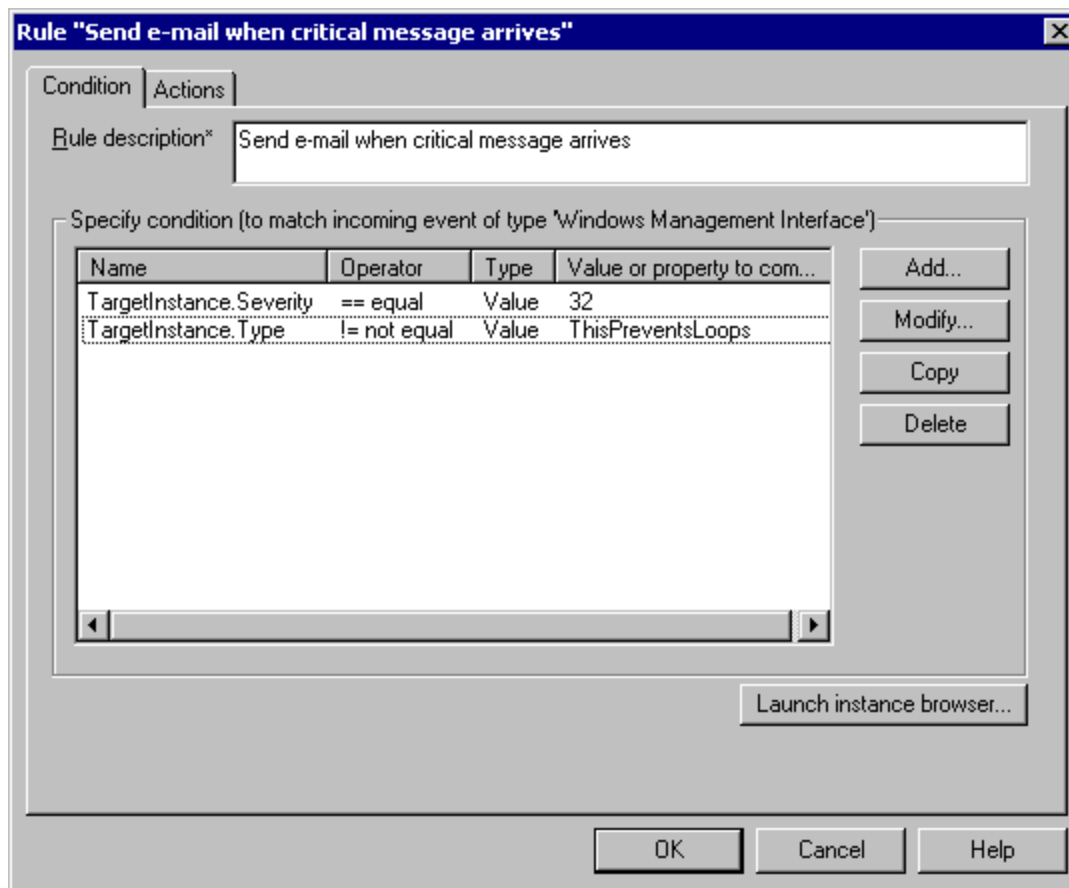 Rule "Send e-mail when critical message arrives"
Condition Actions
Rule description* Send e-mail when critical message arrives
Specify condition (to match incoming event of type 'Windows Management Interface')
Name Operator Type Value or property to com...
TargetInstance.Severity == equal Value 32
TargetInstance.Type != not equal Value ThisPreventsLoops
Add...
Modify...
Copy
Delete
Launch instance browser...
OK Cancel Help